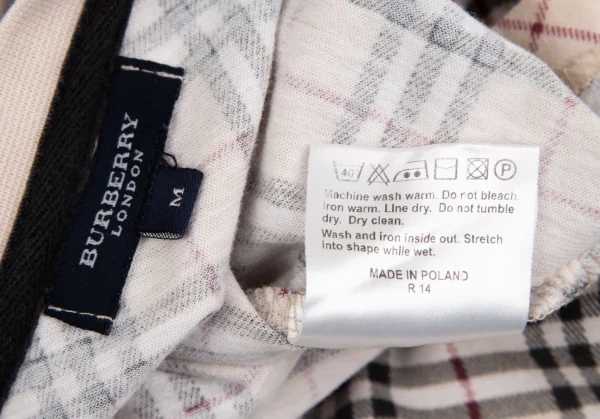 BURBERRY
LONDON
M
40°
P
Machine wash warm. Do not bleach.
Iron warm. Line dry. Do not tumble
dry. Dry clean.
Wash and iron inside out. Stretch
into shape while wet.
MADE IN POLAND
R 14